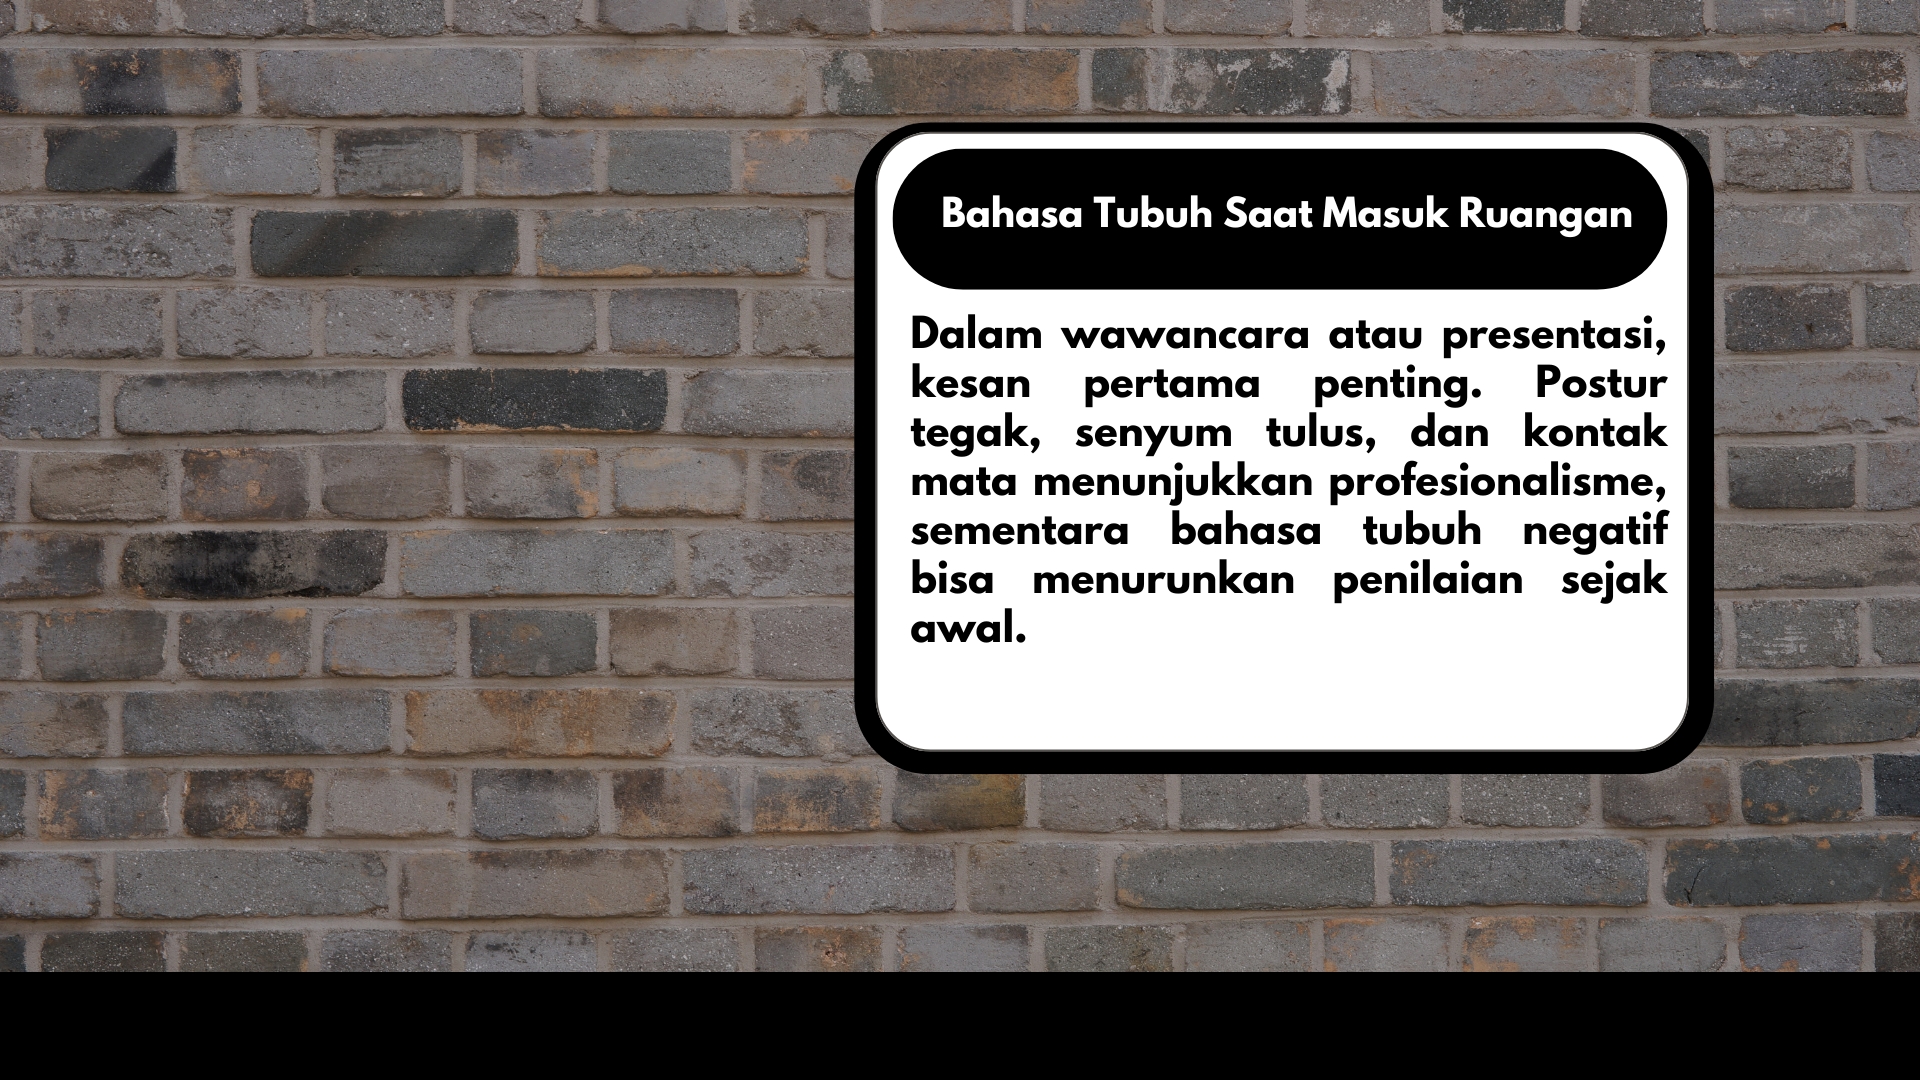 Bahasa Tubuh Saat Masuk Ruangan
Dalam wawancara atau presentasi,
kesan pertama penting. Postur
tegak, senyum tulus, dan kontak
mata menunjukkan profesionalisme,
sementara bahasa tubuh negatif
bisa menurunkan penilaian sejak
awal.